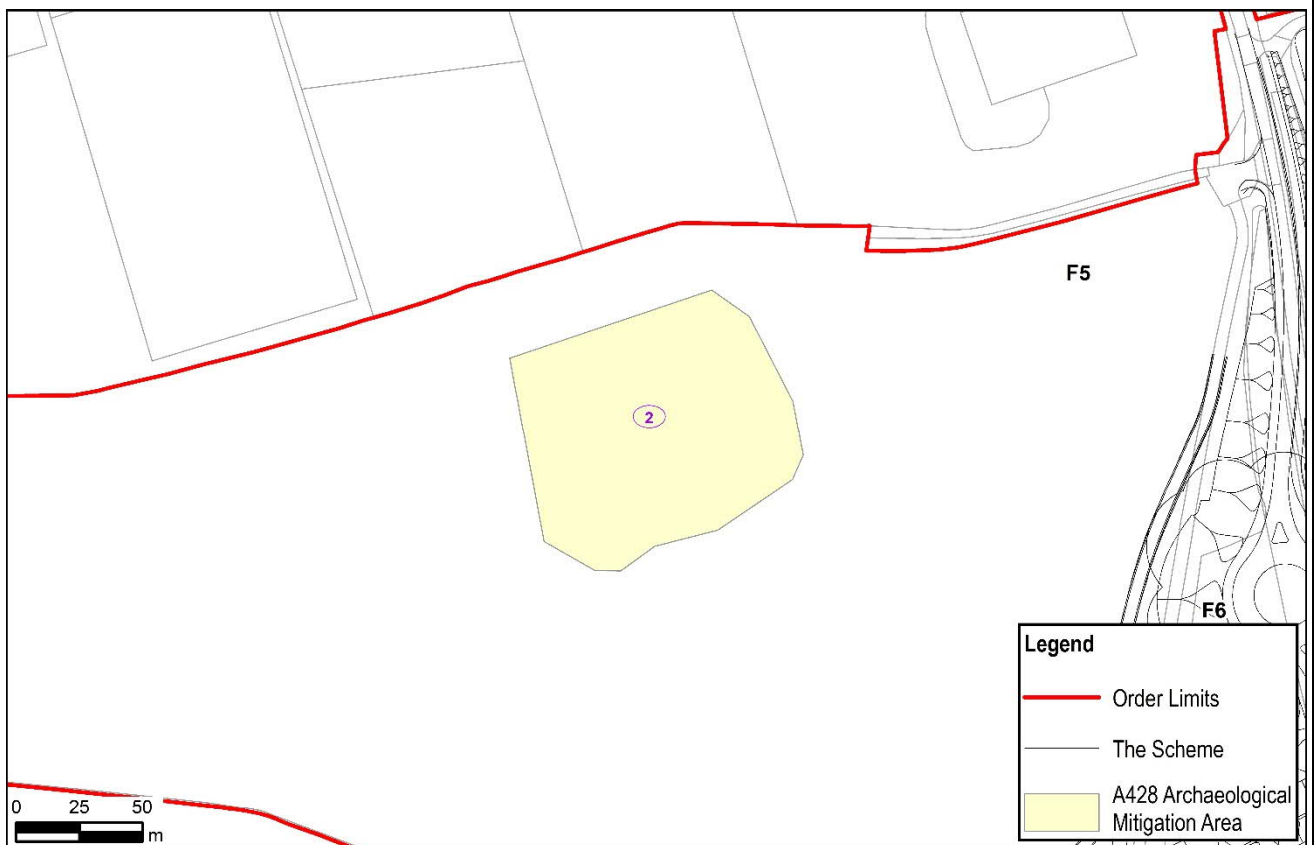 F5
2
F6
Legend
Order Limits
The Scheme
A428 Archaeological
Mitigation Area
0 25 50
m